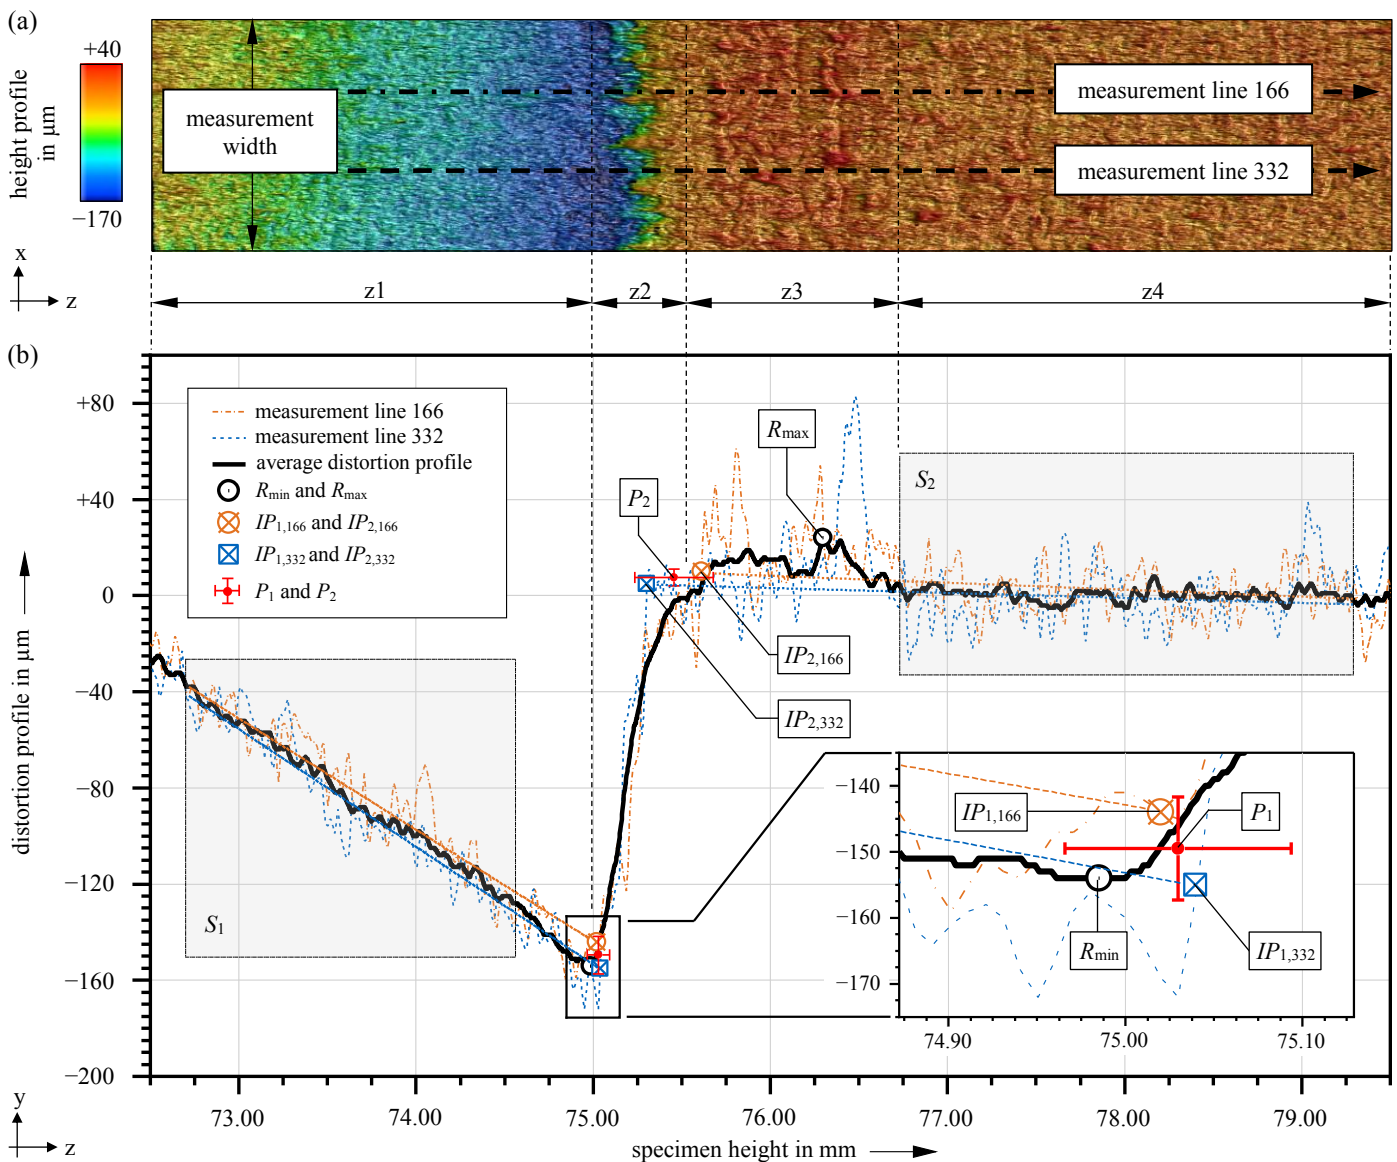 (a)
+40
height profile
in µm
−170
measurement
width
measurement line 166
measurement line 332
x
z
z1
z2
z3
z4
(b)
measurement line 166
measurement line 332
average distortion profile
Rmin and Rmax
IP1,166 and IP2,166
IP1,332 and IP2,332
P1 and P2
Rmax
P2
S2
IP2,166
IP2,332
S1
+80
+40
0
−40
−80
−120
−160
−200
distortion profile in µm
−140
−150
−160
−170
IP1,166
P1
Rmin
IP1,332
74.90
75.00
75.10
73.00
74.00
75.00
76.00
77.00
78.00
79.00
specimen height in mm
y
z